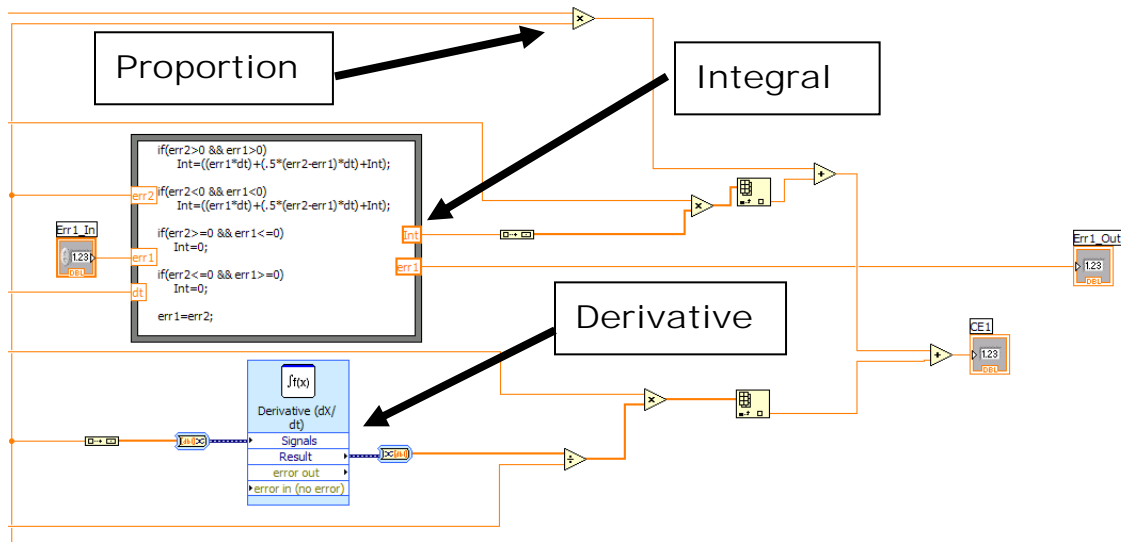 Proportion
Integral
if(err2>0 && err1>0)
Int=((err1*dt)+(.5*(err2-err1)*dt)+Int);
if(err2<0 && err1<0)
Int=((err1*dt)+(.5*(err2-err1)*dt)+Int);
if(err2>=0 && err1<=0)
Int=0;
if(err2<=0 && err1>=0)
Int=0;
err1=err2;
err2
err1
dt
Int
err1
Err1_In
1.23
DBL
Err1_Out
1.23
DBL
Derivative
CE1
1.23
DBL
∫f(x)
Derivative (dX/
dt)
Signals
Result
error out
error in (no error)
×
×
+
×
÷
+